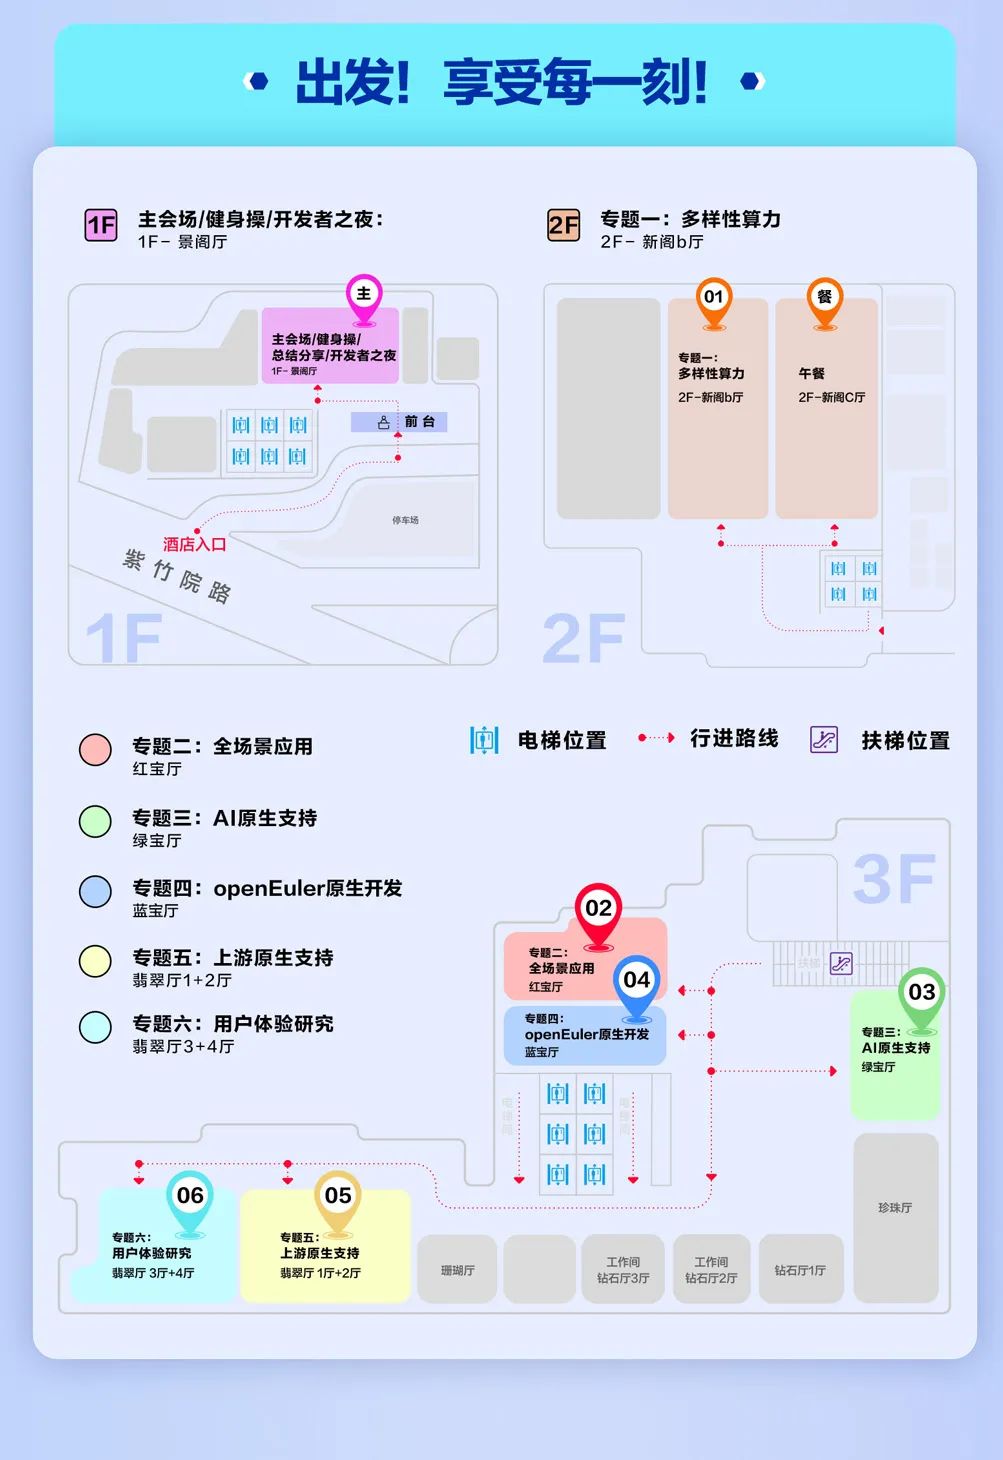 出发！享受每一刻！
1F
主会场/健身操/开发者之夜：
1F- 景阁厅
2F
专题一：多样性算力
2F- 新阁b厅
主
主会场/健身操/
总结分享/开发者之夜
1F- 景阁厅
前台
停车场
酒店入口
紫竹院路
1F
01
专题一：
多样性算力
2F-新阁b厅
餐
午餐
2F-新阁C厅
2F
专题二：全场景应用
红宝厅
专题三：AI原生支持
绿宝厅
专题四：openEuler原生开发
蓝宝厅
专题五：上游原生支持
翡翠厅1+2厅
专题六：用户体验研究
翡翠厅3+4厅
电梯位置
行进路线
扶梯位置
3F
扶梯
02
专题二：
全场景应用
红宝厅
04
专题四：
openEuler原生开发
蓝宝厅
03
专题三：
AI原生支持
绿宝厅
电梯间
电梯间
06
专题六：
用户体验研究
翡翠厅 3厅+4厅
05
专题五：
上游原生支持
翡翠厅 1厅+2厅
珊瑚厅
工作间
钻石厅3厅
工作间
钻石厅2厅
钻石厅1厅
珍珠厅